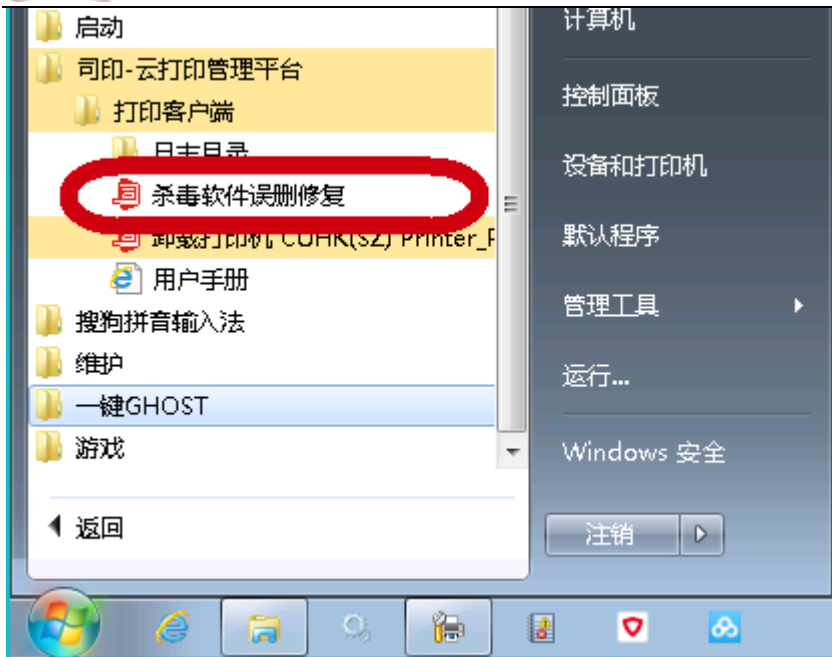 启动
司印-云打印管理平台
打印客户端
日志目录
杀毒软件误删修复
卸载打印机 CUHK(SZ) Printer_P
用户手册
搜狗拼音输入法
维护
一键GHOST
游戏
返回
计算机
控制面板
设备和打印机
默认程序
管理工具
运行...
Windows 安全
注销